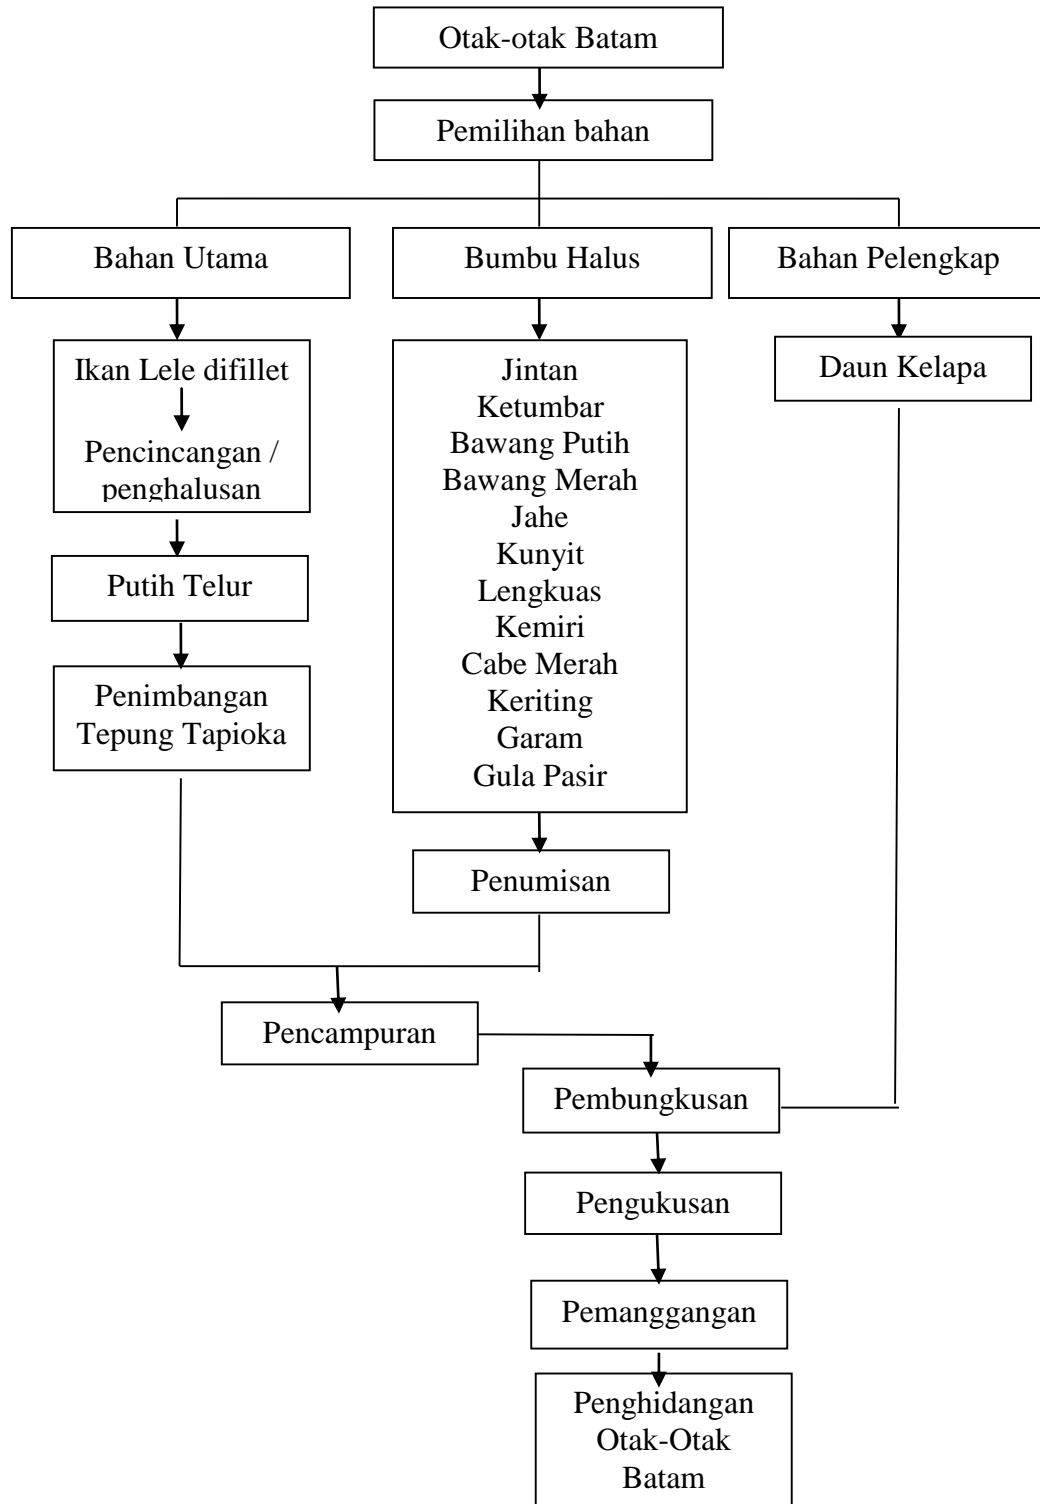 Otak-otak Batam
Pemilihan bahan
Bahan Utama
Bumbu Halus
Bahan Pelengkap
Ikan Lele difillet
Pencincangan /
penghalusan
Putih Telur
Penimbangan
Tepung Tapioka
Jintan
Ketumbar
Bawang Putih
Bawang Merah
Jahe
Kunyit
Lengkuas
Kemiri
Cabe Merah
Keriting
Garam
Gula Pasir
Daun Kelapa
Penumisan
Pencampuran
Pembungkusan
Pengukusan
Pemanggangan
Penghidangan
Otak-Otak
Batam